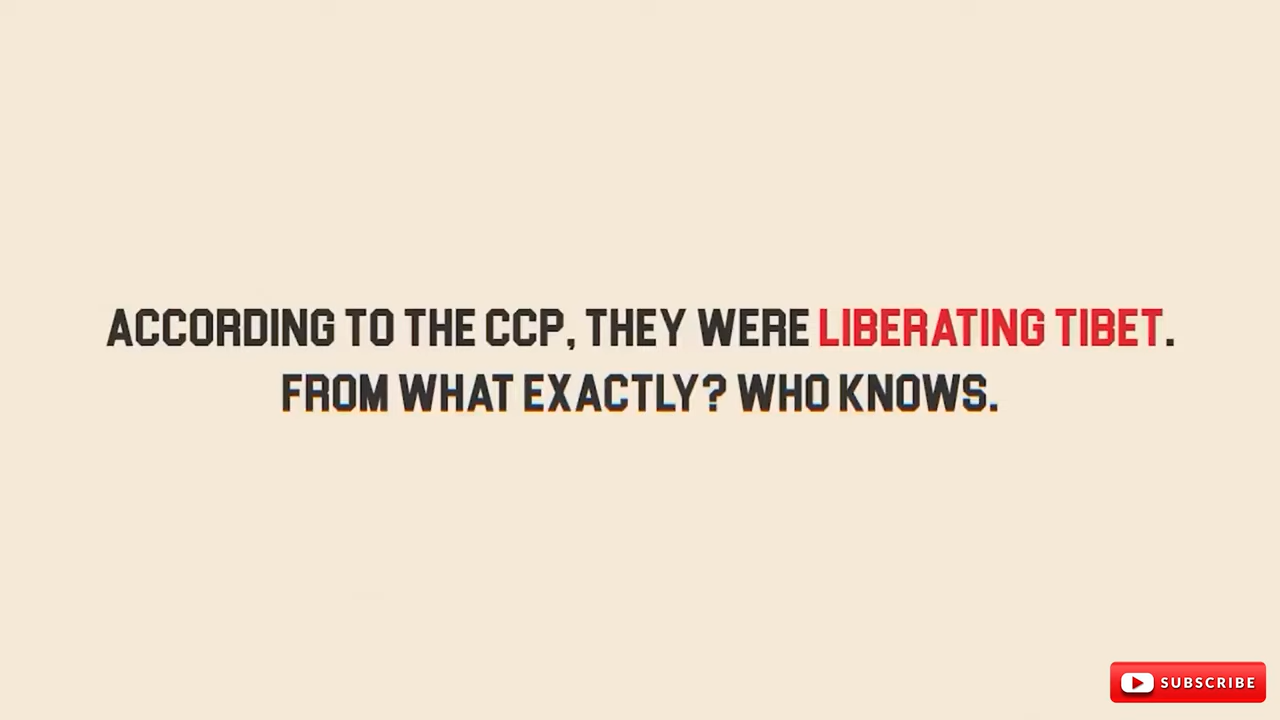 ACCORDING TO THE CCP, THEY WERE LIBERATING TIBET.
FROM WHAT EXACTLY? WHO KNOWS.
SUBSCRIBE